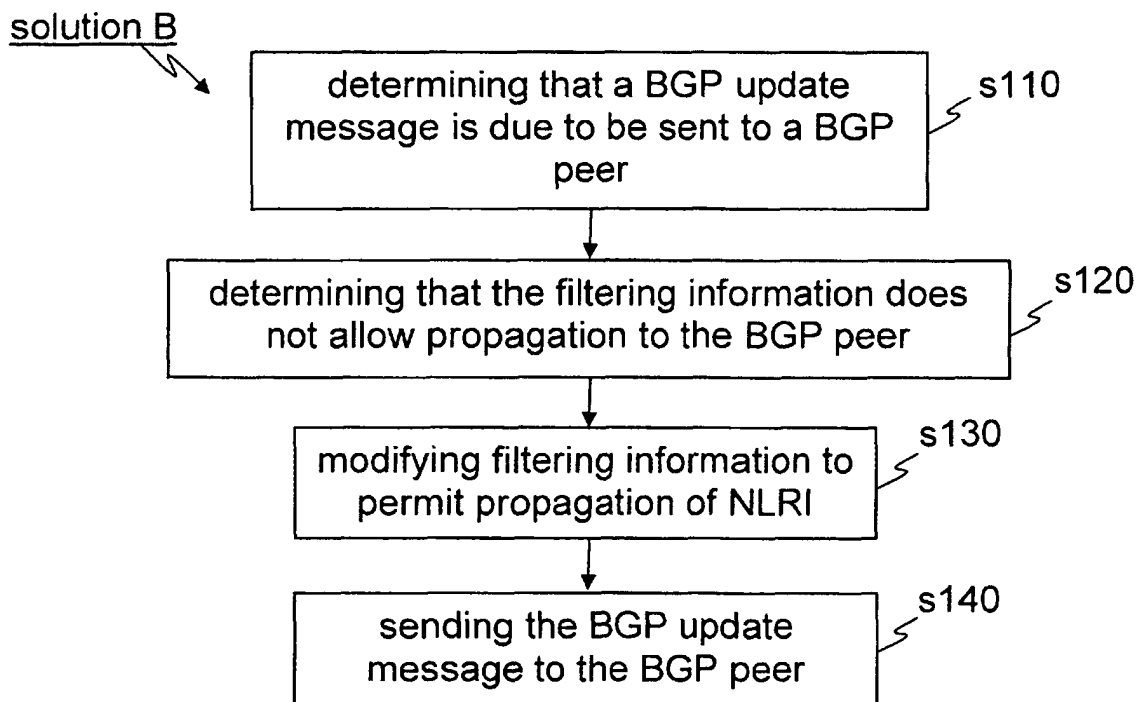 solution B
determining that a BGP update
message is due to be sent to a BGP
peer
s110
determining that the filtering information does
not allow propagation to the BGP peer
s120
modifying filtering information to
permit propagation of NLRI
s130
sending the BGP update
message to the BGP peer
s140